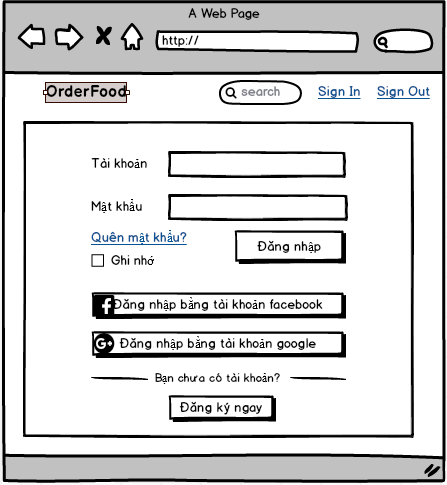 A Web Page
http://
OrderFood
search
Sign In
Sign Out
Tài khoản
Mật khẩu
Quên mật khẩu?
Đăng nhập
Ghi nhớ
Đăng nhập bằng tài khoản facebook
G+ Đăng nhập bằng tài khoản google
Bạn chưa có tài khoản?
Đăng ký ngay